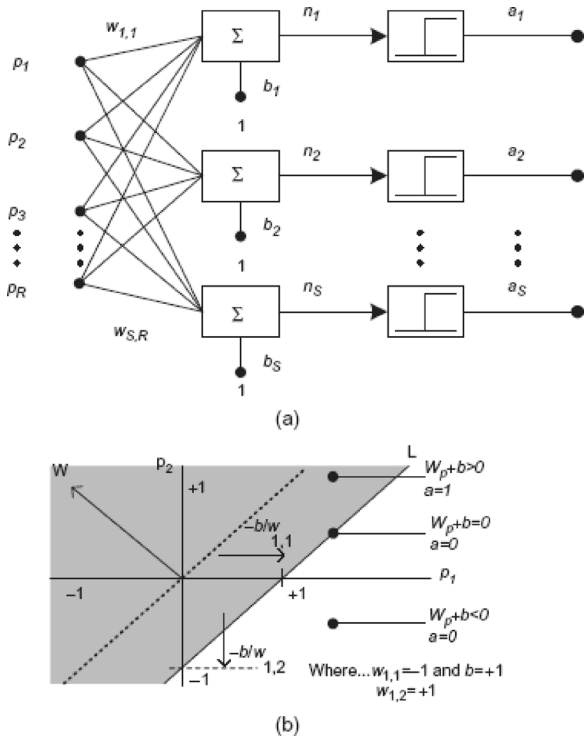 w1,1 n1 a1
p1 Σ
b1
1
p2 n2 a2
Σ
p3 b2
1
pR nS aS
Σ
wS,R
bS
1
(a)
W p2 L
+1
Wp+b>0
a=1
–b/w
1,1
Wp+b=0
a=0
–1 +1 p1
Wp+b<0
a=0
–b/w
–1 1,2
Where...w1,1=–1 and b=+1
w1,2=+1
(b)